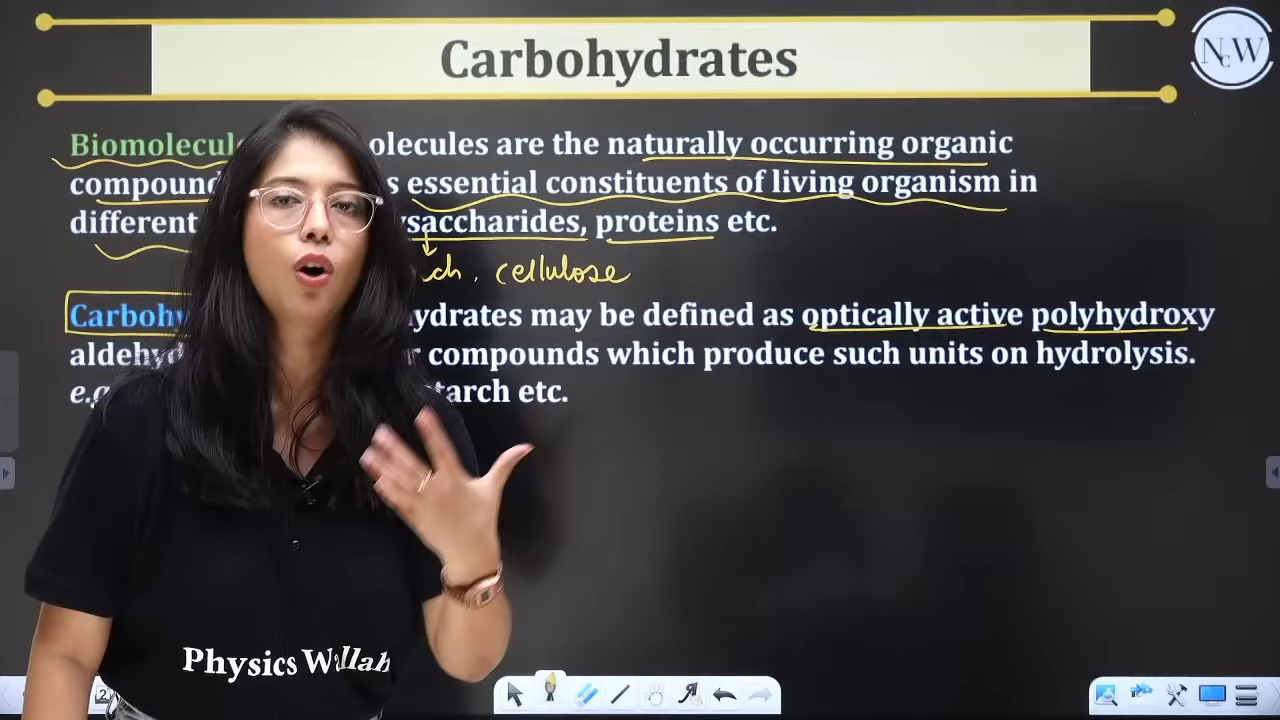 Carbohydrates
NCW
Biomolecul olecules are the naturally occurring organic
compound s essential constituents of living organism in
different ysaccharides, proteins etc.
ch, cellulose
Carbohy ydrates may be defined as optically active polyhydroxy
aldehyd r compounds which produce such units on hydrolysis.
e.g tarch etc.
Physics Wallah